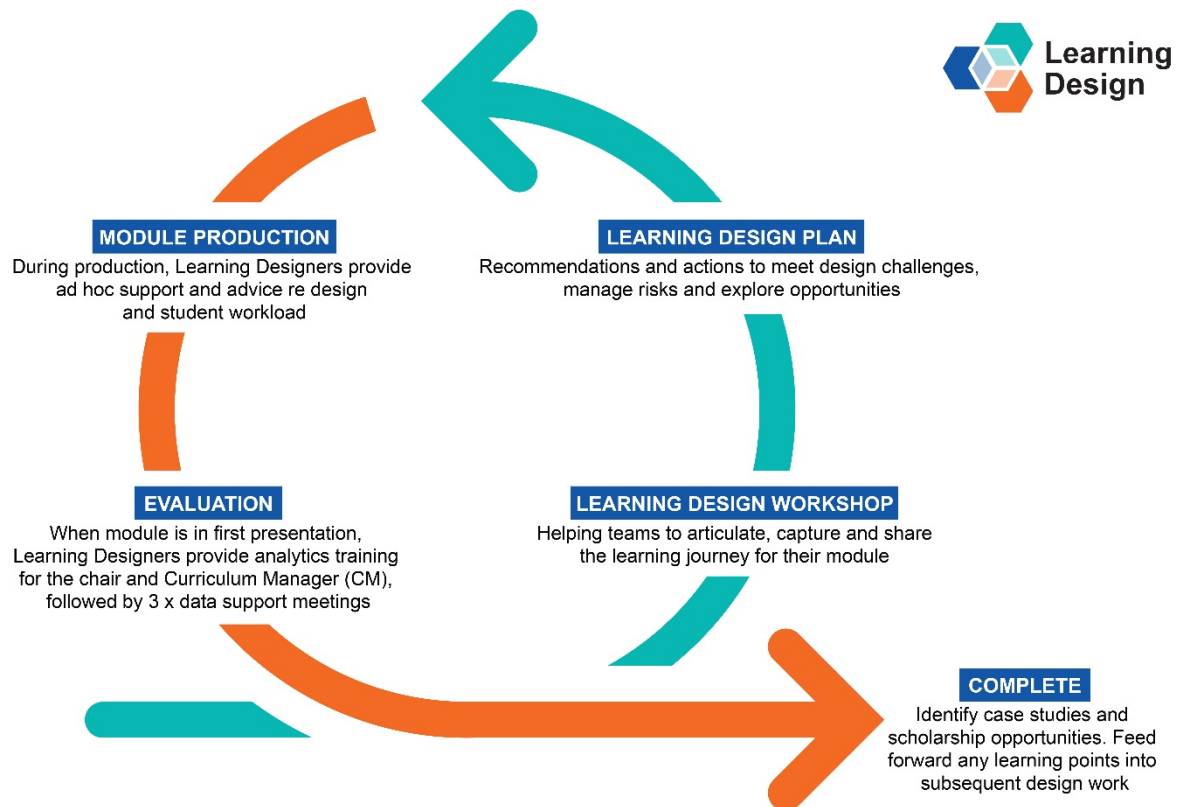 Learning
Design
MODULE PRODUCTION
During production, Learning Designers provide
ad hoc support and advice re design
and student workload
LEARNING DESIGN PLAN
Recommendations and actions to meet design challenges,
manage risks and explore opportunities
EVALUATION
When module is in first presentation,
Learning Designers provide analytics training
for the chair and Curriculum Manager (CM),
followed by 3 x data support meetings
LEARNING DESIGN WORKSHOP
Helping teams to articulate, capture and share
the learning journey for their module
COMPLETE
Identify case studies and
scholarship opportunities. Feed
forward any learning points into
subsequent design work